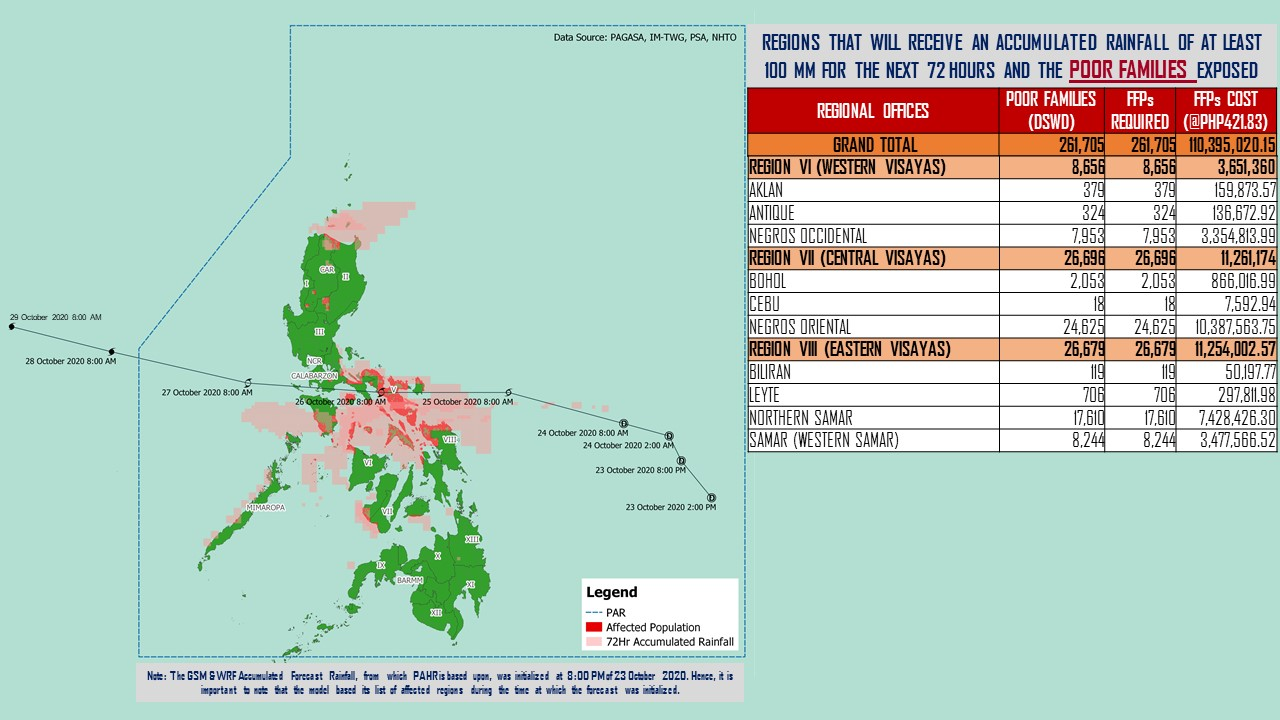 Data Source: PAGASA, IM-TWG, PSA, NHTO
CAR
I
II
III
NCR
CALABARZON
V
VIII
VI
VII
MIMAROPA
XIII
X
IX
BARMM
XI
XII
29 October 2020 8:00 AM
28 October 2020 8:00 AM
27 October 2020 8:00 AM
26 October 2020 8:00 AM
25 October 2020 8:00 AM
24 October 2020 8:00 AM
24 October 2020 2:00 AM
23 October 2020 8:00 PM
23 October 2020 2:00 PM
Legend
PAR
Affected Population
72Hr Accumulated Rainfall
Note: The GSM & WRF Accumulated Forecast Rainfall, from which PAHR is based upon, was initialized at 8:00 PM of 23 October 2020. Hence, it is
important to note that the model based its list of affected regions during the time at which the forecast was initialized.
REGIONS THAT WILL RECEIVE AN ACCUMULATED RAINFALL OF AT LEAST
100 MM FOR THE NEXT 72 HOURS AND THE POOR FAMILIES EXPOSED
REGIONAL OFFICES POOR FAMILIES (DSWD) FFPs REQUIRED FFPs COST (@PHP421.83)
GRAND TOTAL 261,705 261,705 110,395,020.15
REGION VI (WESTERN VISAYAS) 8,656 8,656 3,651,360
AKLAN 379 379 159,873.57
ANTIQUE 324 324 136,672.92
NEGROS OCCIDENTAL 7,953 7,953 3,354,813.99
REGION VII (CENTRAL VISAYAS) 26,696 26,696 11,261,174
BOHOL 2,053 2,053 866,016.99
CEBU 18 18 7,592.94
NEGROS ORIENTAL 24,625 24,625 10,387,563.75
REGION VIII (EASTERN VISAYAS) 26,679 26,679 11,254,002.57
BILIRAN 119 119 50,197.77
LEYTE 706 706 297,811.98
NORTHERN SAMAR 17,610 17,610 7,428,426.30
SAMAR (WESTERN SAMAR) 8,244 8,244 3,477,566.52